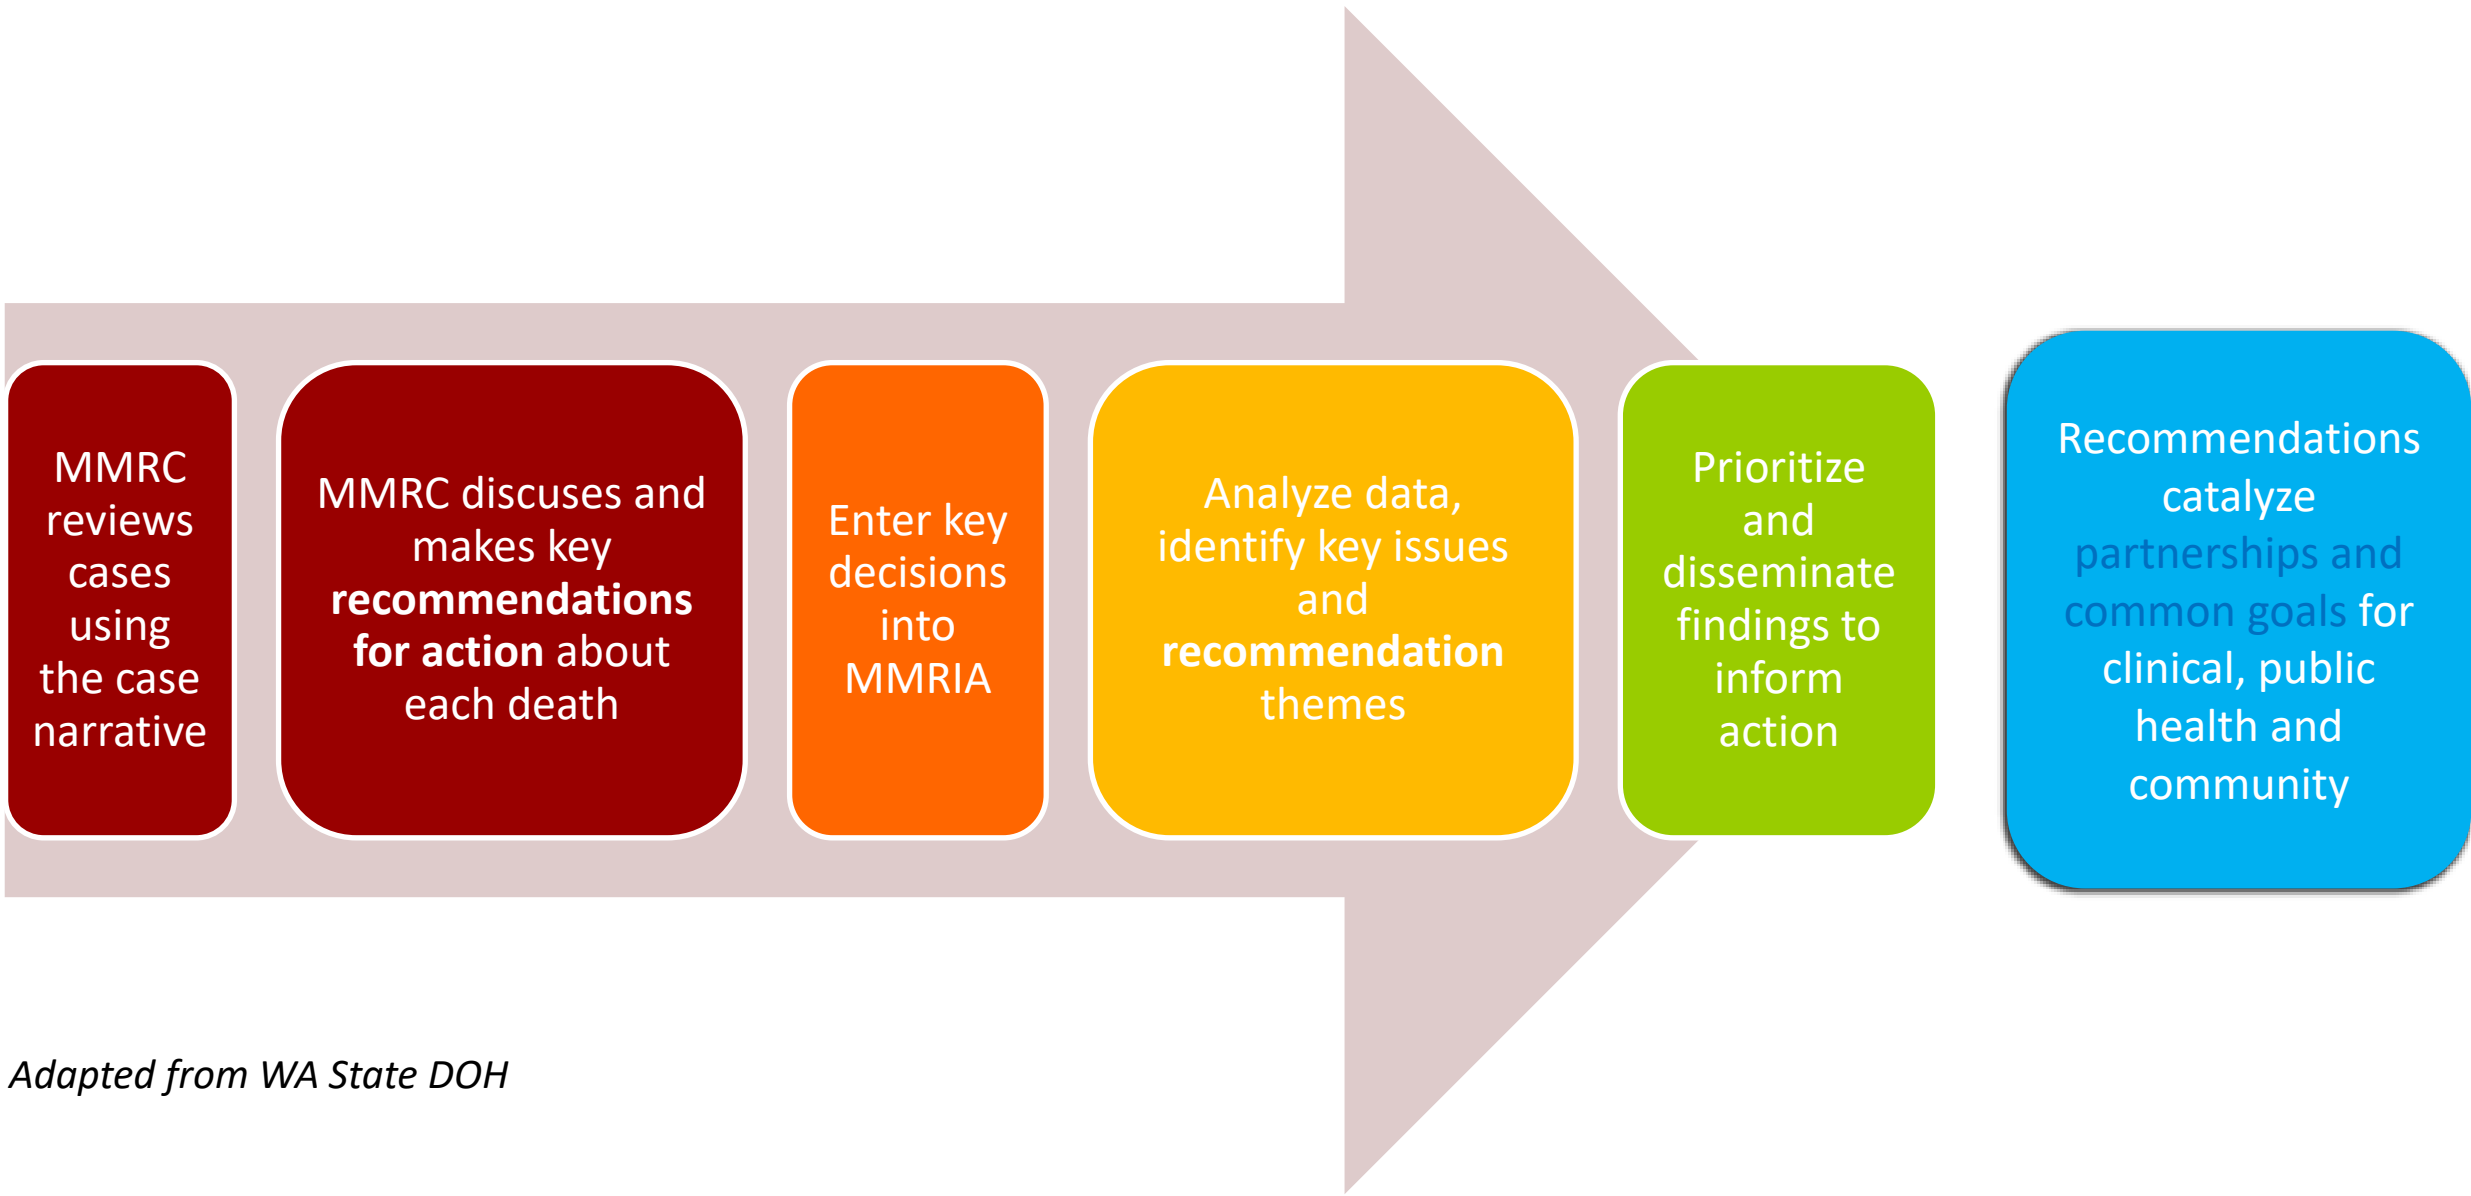 MMRC
reviews
cases
using
the case
narrative
MMRC discuses and
makes key
recommendations
for action about
each death
Enter key
decisions
into
MMRIA
Analyze data,
identify key issues
and
recommendation
themes
Prioritize
and
disseminate
findings to
inform
action
Recommendations
catalyze
partnerships and
common goals for
clinical, public
health and
community
Adapted from WA State DOH